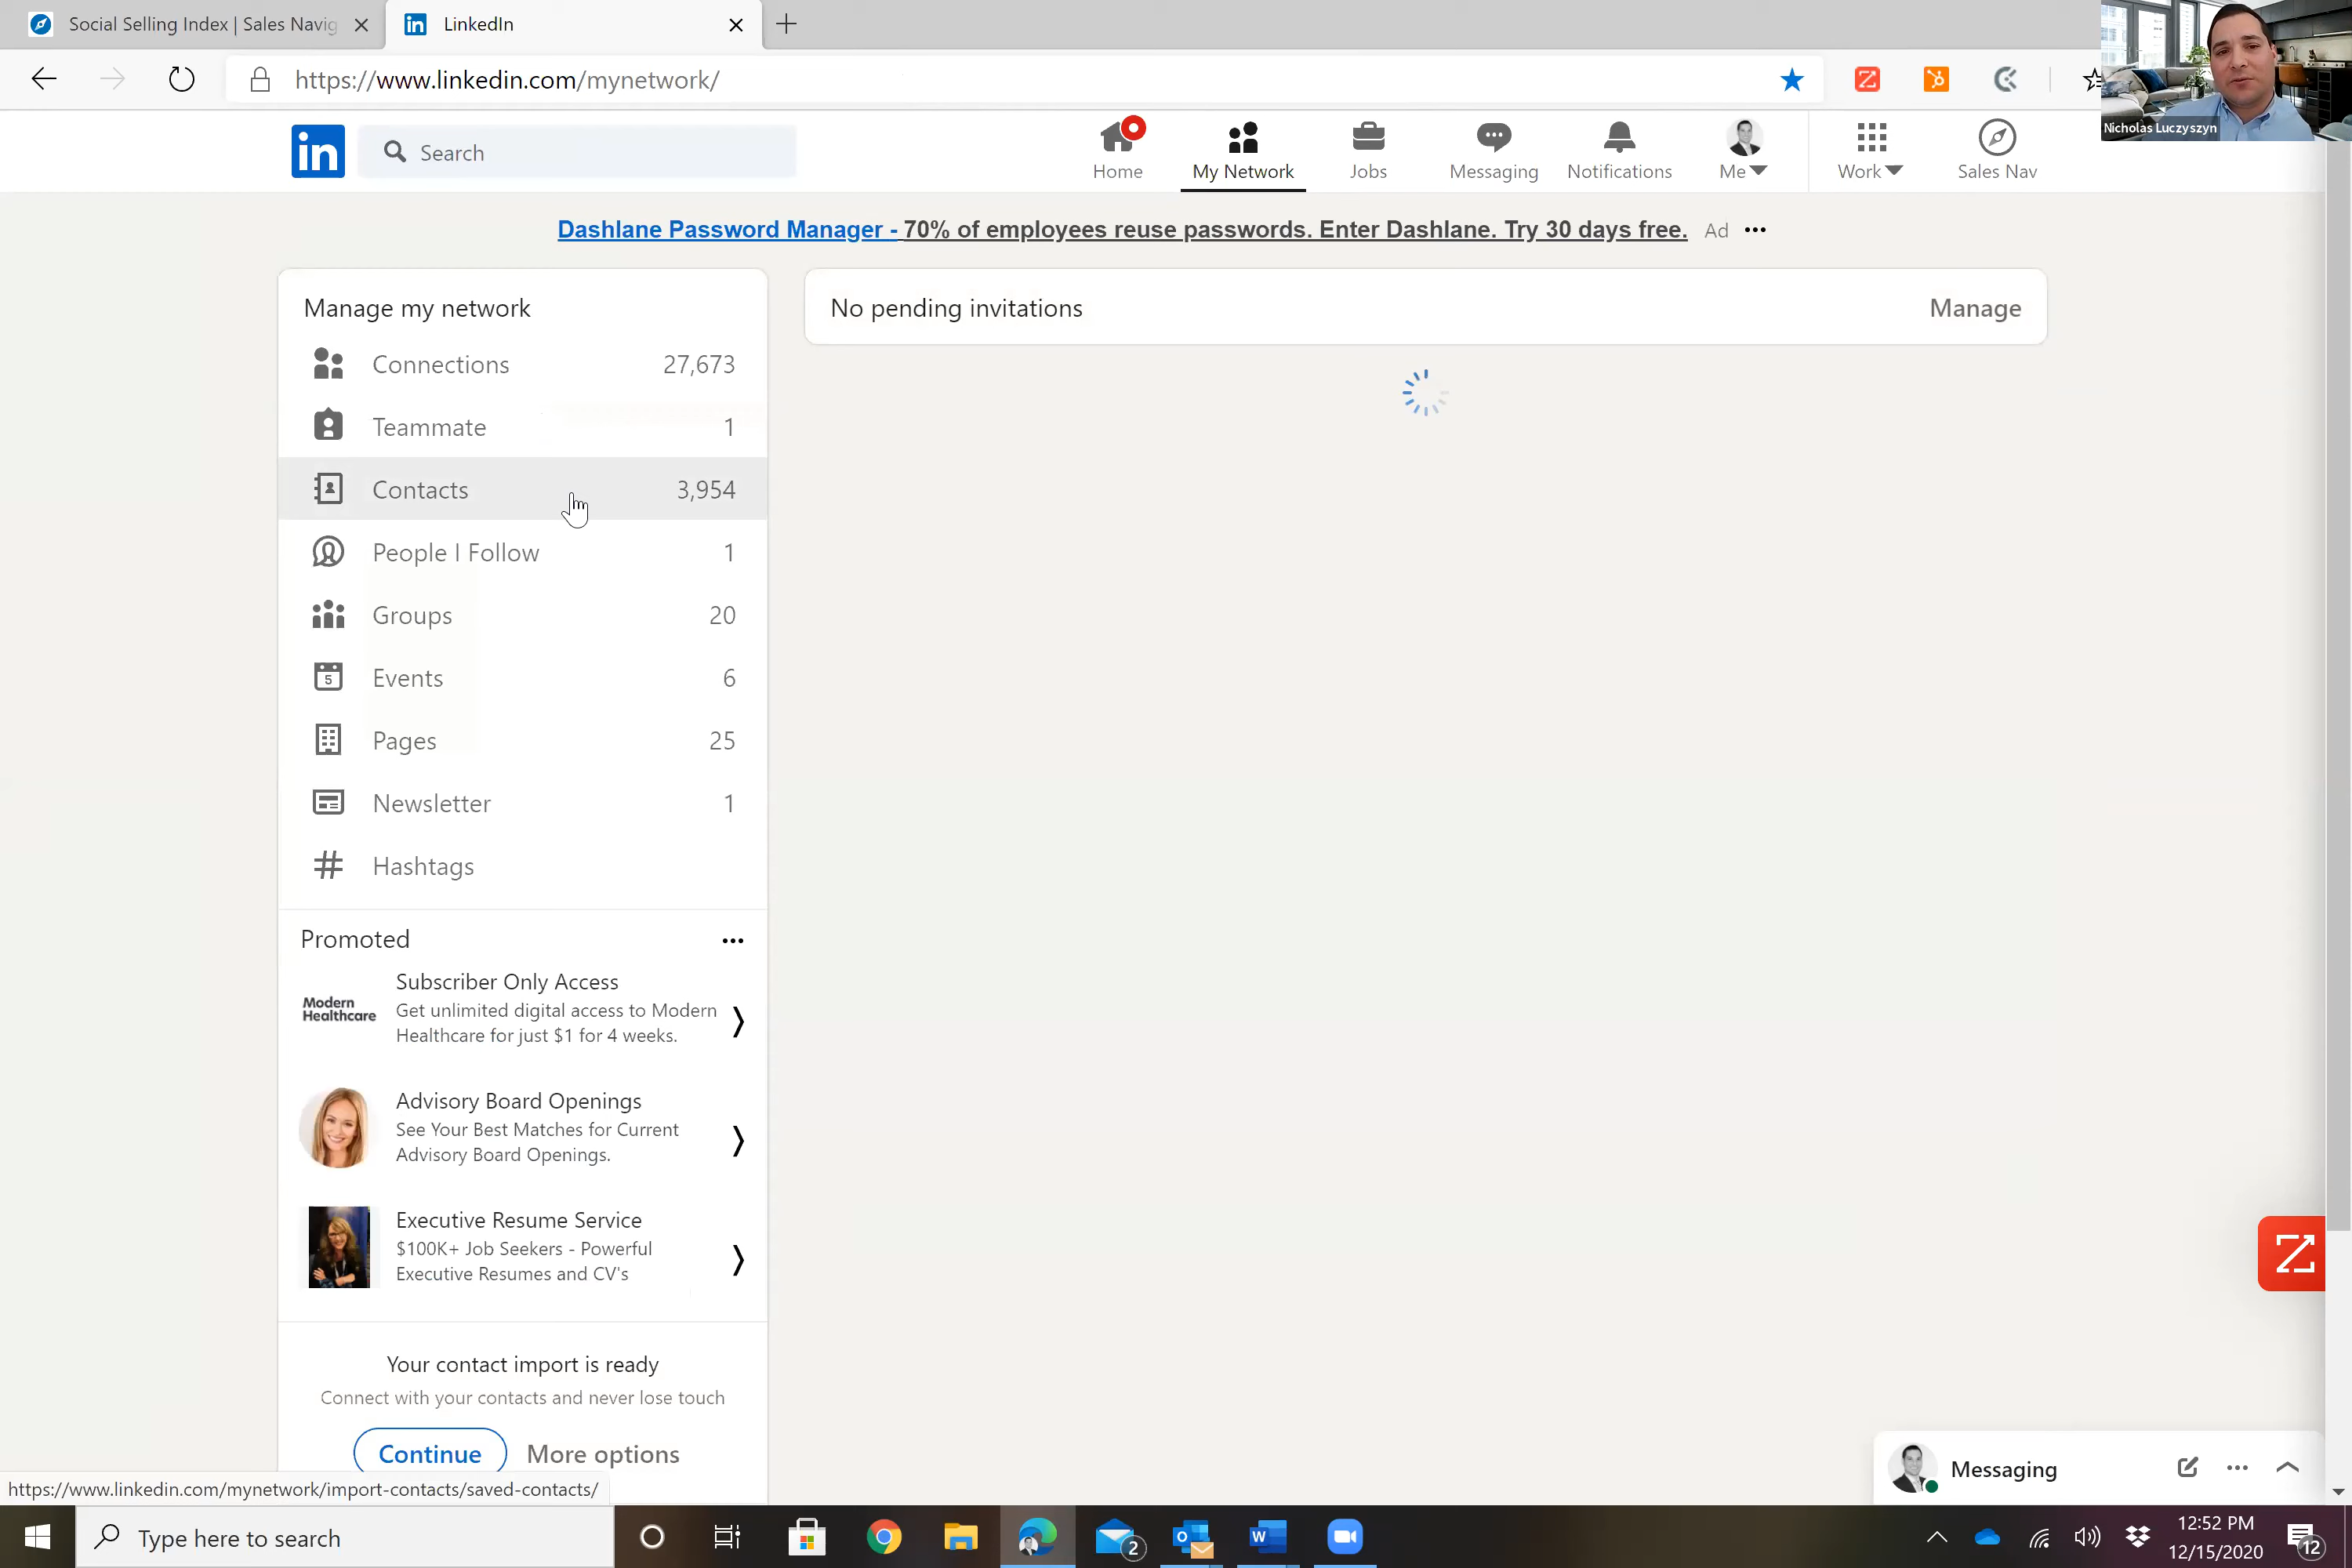 Social Selling Index | Sales Navig
LinkedIn
https://www.linkedin.com/mynetwork/
Nicholas Luczyszyn
in
Search
Home
My Network
Jobs
Messaging
Notifications
Me
Work
Sales Nav
Dashlane Password Manager - 70% of employees reuse passwords. Enter Dashlane. Try 30 days free. Ad
Manage my network
Connections 27,673
Teammate 1
Contacts 3,954
People I Follow 1
Groups 20
Events 6
Pages 25
Newsletter 1
Hashtags
No pending invitations
Manage
Promoted
Modern
Healthcare
Subscriber Only Access
Get unlimited digital access to Modern
Healthcare for just $1 for 4 weeks.
Advisory Board Openings
See Your Best Matches for Current
Advisory Board Openings.
Executive Resume Service
$100K+ Job Seekers - Powerful
Executive Resumes and CV's
Your contact import is ready
Connect with your contacts and never lose touch
Continue
More options
Messaging
https://www.linkedin.com/mynetwork/import-contacts/saved-contacts/
Type here to search
2
12:52 PM
12/15/2020
12